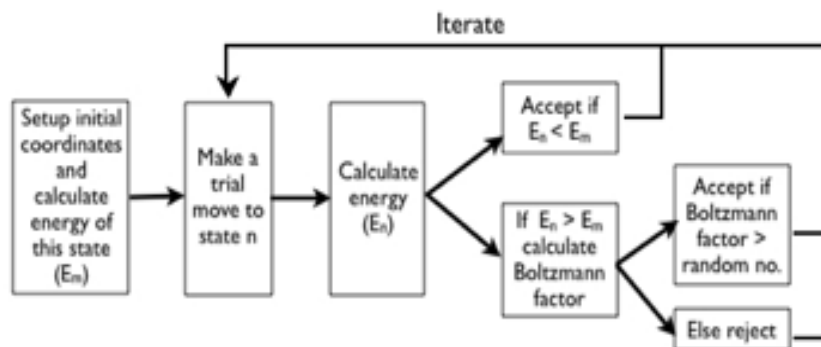 Iterate
Setup initial
coordinates
and
calculate
energy of
this state
(Eₘ)
Make a
trial
move to
state n
Calculate
energy
(Eₙ)
Accept if
Eₙ < Eₘ
If Eₙ > Eₘ
calculate
Boltzmann
factor
Accept if
Boltzmann
factor >
random no.
Else reject